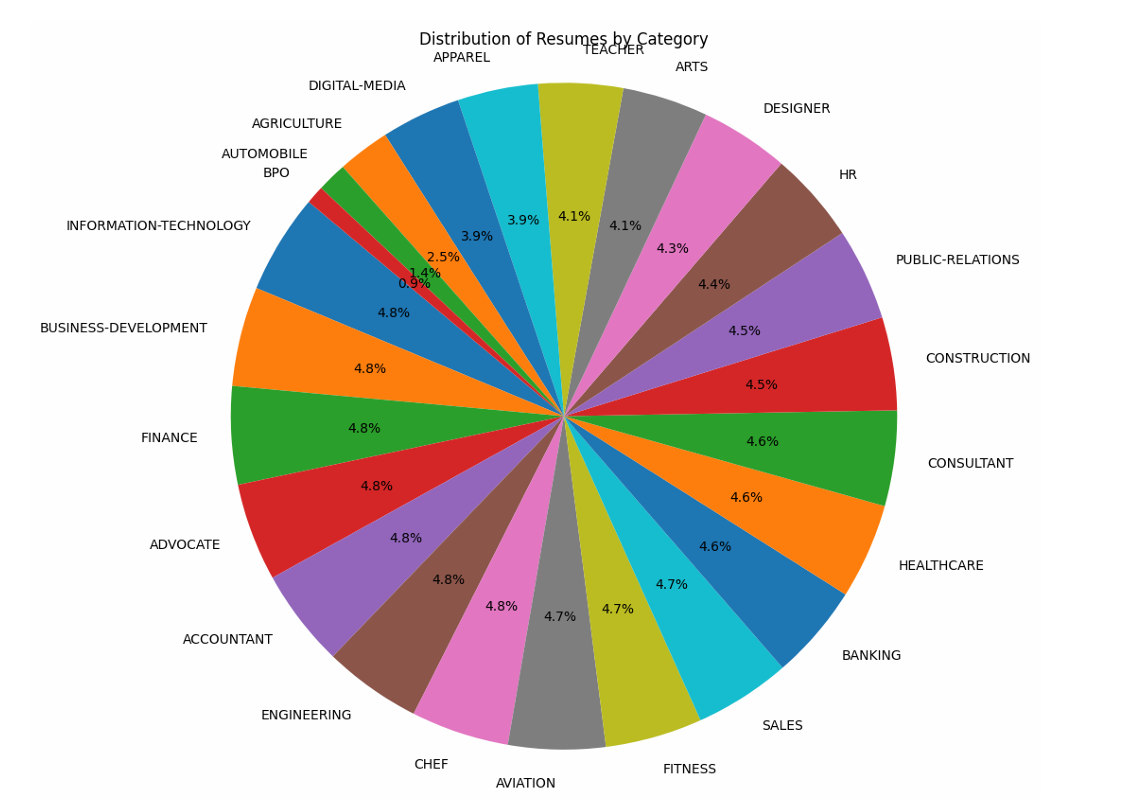 Distribution of Resumes by Category
TEACHER
APPAREL
ARTS
DIGITAL-MEDIA
DESIGNER
AGRICULTURE
AUTOMOBILE
BPO
HR
INFORMATION-TECHNOLOGY
PUBLIC-RELATIONS
BUSINESS-DEVELOPMENT
CONSTRUCTION
FINANCE
CONSULTANT
ADVOCATE
HEALTHCARE
ACCOUNTANT
BANKING
ENGINEERING
SALES
CHEF
FITNESS
AVIATION
4.1%
3.9%
4.1%
3.9%
4.3%
2.5%
1.4%
0.9%
4.4%
4.8%
4.5%
4.8%
4.5%
4.8%
4.6%
4.8%
4.6%
4.8%
4.6%
4.8%
4.7%
4.8%
4.7%
4.7%